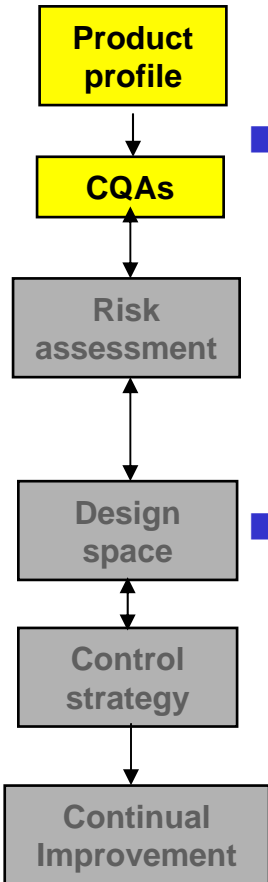 Product
profile
CQAs
Risk
assessment
Design
space
Control
strategy
Continual
Improvement